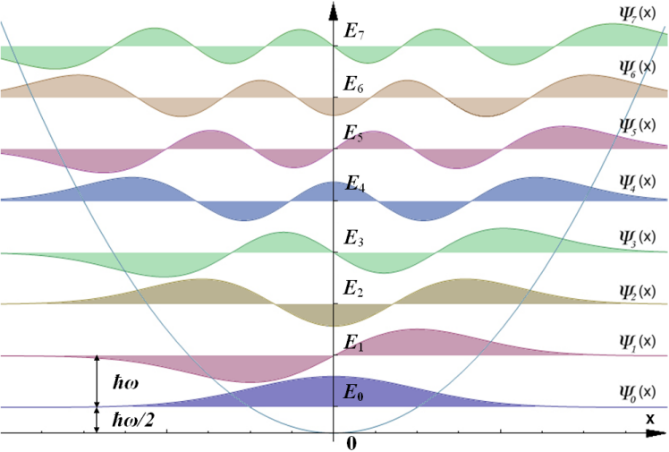 E₇ Ψ₇(x)
E₆ Ψ₆(x)
E₅ Ψ₅(x)
E₄ Ψ₄(x)
E₃ Ψ₃(x)
E₂ Ψ₂(x)
E₁ Ψ₁(x)
ħω
E₀ Ψ₀(x)
ħω/2
x
0